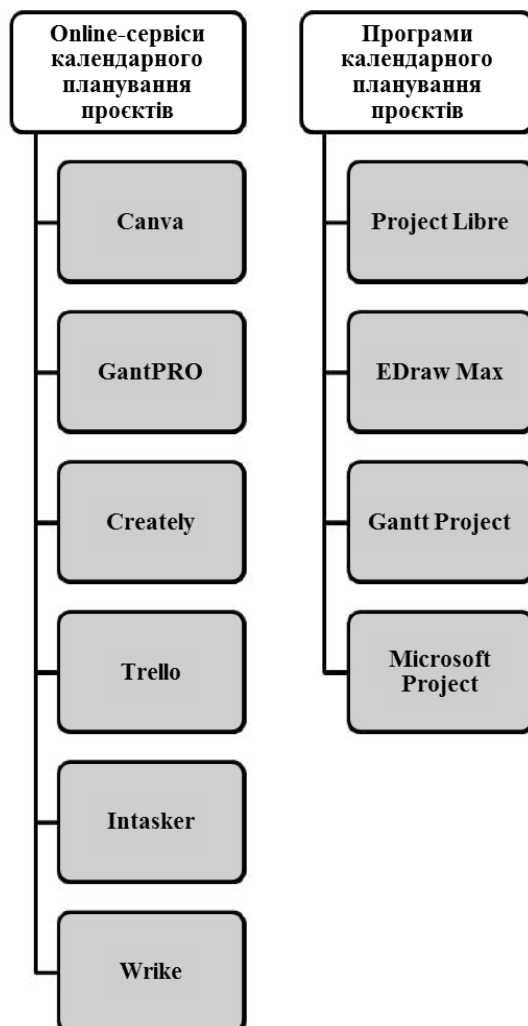 Online-сервіси
календарного
планування
проєктів
Canva
GantPRO
Creately
Trello
Intasker
Wrike
Програми
календарного
планування
проєктів
Project Libre
EDraw Max
Gantt Project
Microsoft
Project